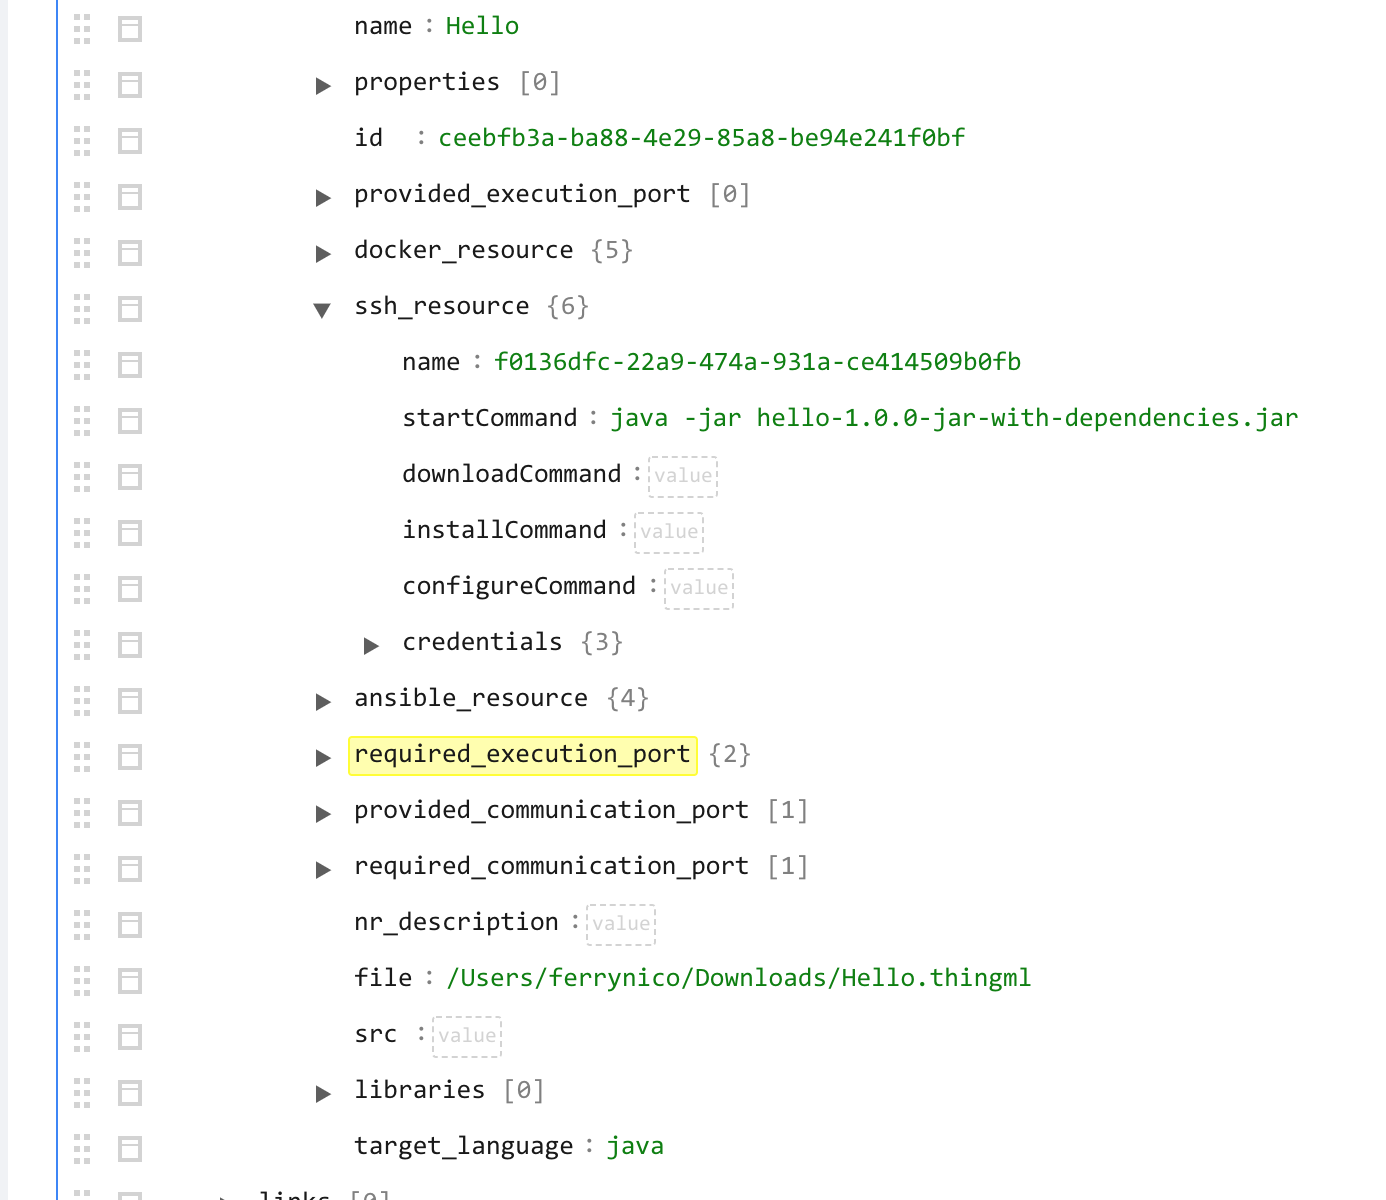 name : Hello
properties [0]
id : ceebfb3a-ba88-4e29-85a8-be94e241f0bf
provided_execution_port [0]
docker_resource {5}
ssh_resource {6}
name : f0136dfc-22a9-474a-931a-ce414509b0fb
startCommand : java -jar hello-1.0.0-jar-with-dependencies.jar
downloadCommand : value
installCommand : value
configureCommand : value
credentials {3}
ansible_resource {4}
required_execution_port {2}
provided_communication_port [1]
required_communication_port [1]
nr_description : value
file : /Users/ferrynico/Downloads/Hello.thingml
src : value
libraries [0]
target_language : java
links [0]